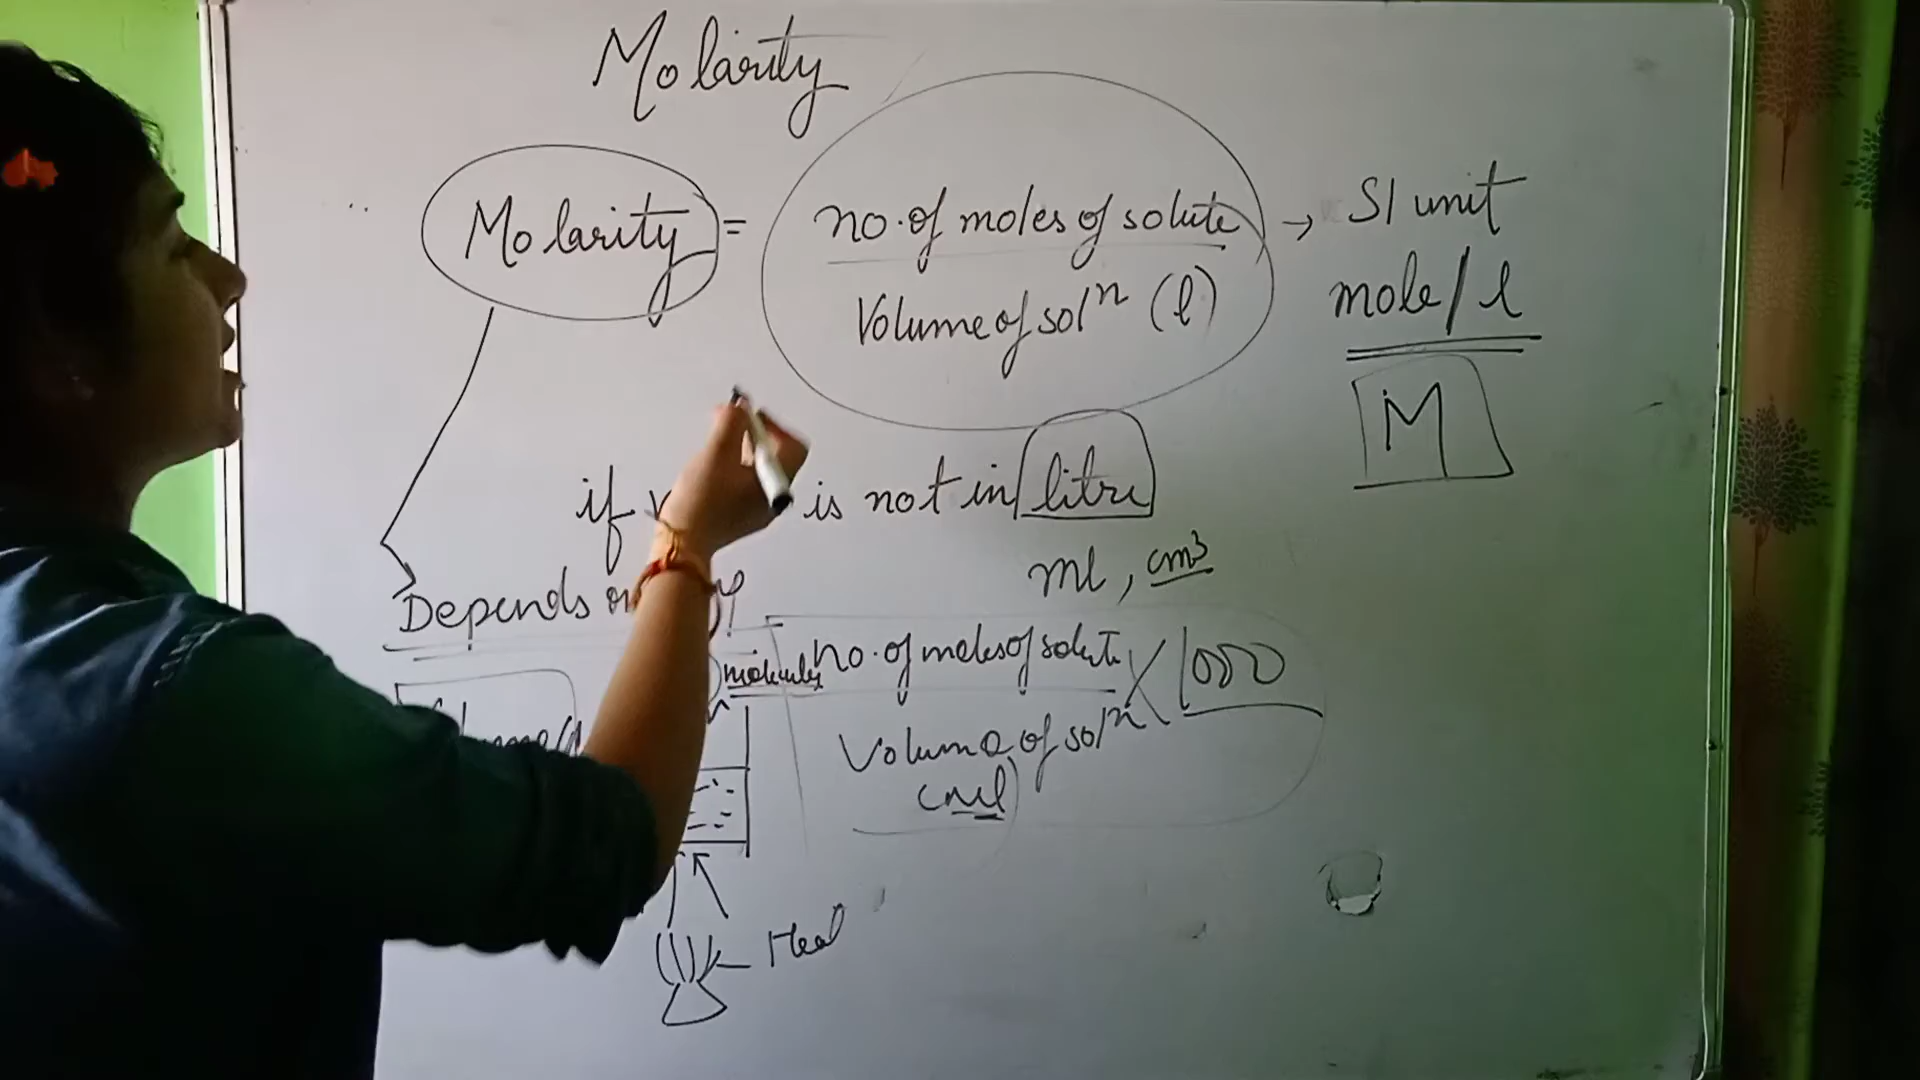 Molarity
Molarity = no. of moles of solute → SI unit
Volume of solⁿ (l) mole/l
M
if is not in litre
ml, cm³
Depends
molecules no. of moles of solute X 1000
Volume of solⁿ
(ml)
Heat